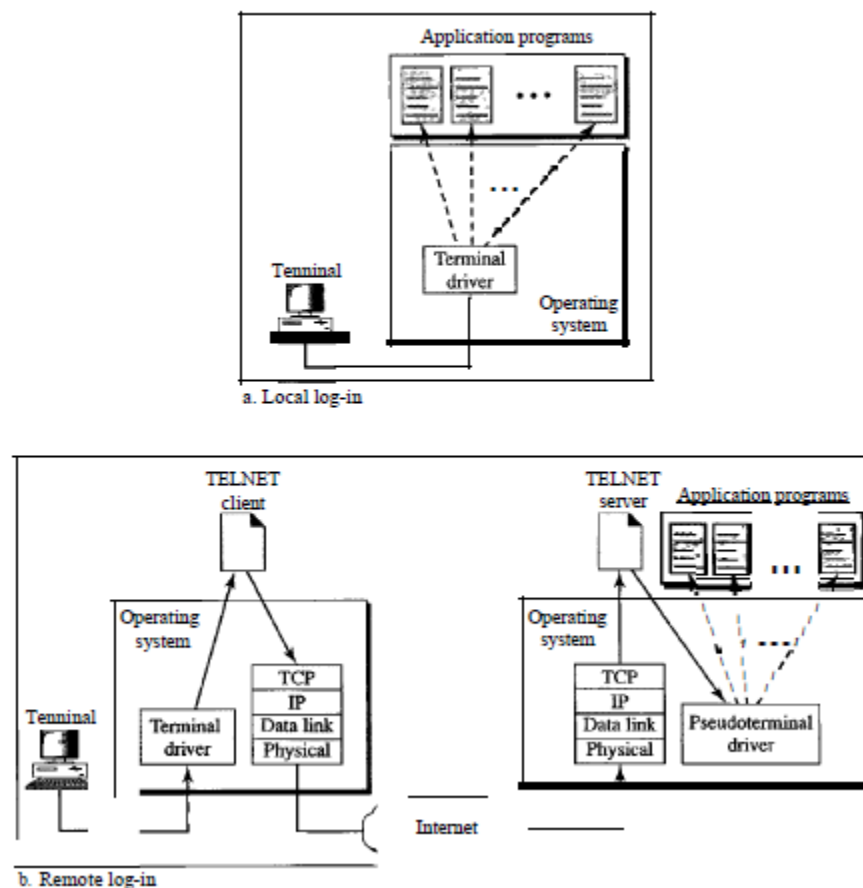 Application programs
Terminal
driver
Tenninal
Operating
system
a. Local log-in
TELNET
client
TELNET
server
Application programs
Operating
system
TCP
IP
Data link
Physical
Tenninal
Terminal
driver
Operating
system
TCP
IP
Data link
Physical
Pseudoterminal
driver
Internet
b. Remote log-in